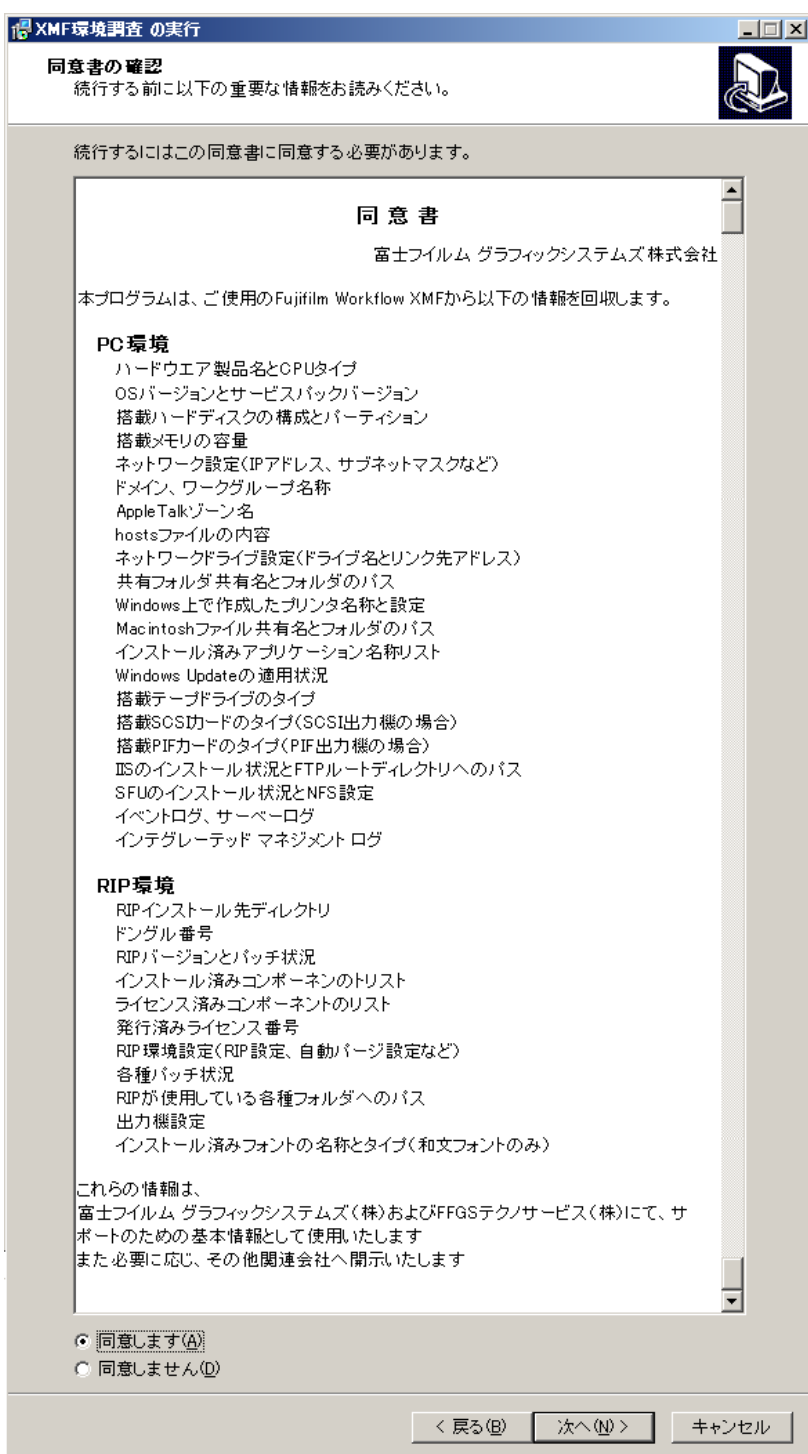 XMF環境調査 の実行
同意書の確認
続行する前に以下の重要な情報をお読みください。
続行するにはこの同意書に同意する必要があります。
同 意 書
富士フイルム グラフィックシステムズ株式会社
本プログラムは、ご使用のFujifilm Workflow XMFから以下の情報を回収します。
PC環境
ハードウエア製品名とCPUタイプ
OSバージョンとサービスパックバージョン
搭載ハードディスクの構成とパーティション
搭載メモリの容量
ネットワーク設定(IPアドレス、サブネットマスクなど)
ドメイン、ワークグループ名称
AppleTalkゾーン名
hostsファイルの内容
ネットワークドライブ設定(ドライブ名とリンク先アドレス)
共有フォルダ共有名とフォルダのパス
Windows上で作成したプリンタ名称と設定
Macintoshファイル共有名とフォルダのパス
インストール済みアプリケーション名称リスト
Windows Updateの適用状況
搭載テープドライブのタイプ
搭載SCSIカードのタイプ(SCSI出力機の場合)
搭載PIFカードのタイプ(PIF出力機の場合)
IISのインストール状況とFTPルートディレクトリへのパス
SFUのインストール状況とNFS設定
イベントログ、サーベーログ
インテグレーテッド マネジメント ログ
RIP環境
RIPインストール先ディレクトリ
ドングル番号
RIPバージョンとパッチ状況
インストール済みコンポーネンのトリスト
ライセンス済みコンポーネントのリスト
発行済みライセンス番号
RIP環境設定(RIP設定、自動パージ設定など)
各種パッチ状況
RIPが使用している各種フォルダへのパス
出力機設定
インストール済みフォントの名称とタイプ(和文フォントのみ)
これらの情報は、
富士フイルム グラフィックシステムズ(株)およびFFGSテクノサービス(株)にて、サ
ポートのための基本情報として使用いたします
また必要に応じ、その他関連会社へ開示いたします
同意します(A)
同意しません(D)
< 戻る(B)
次へ(N) >
キャンセル